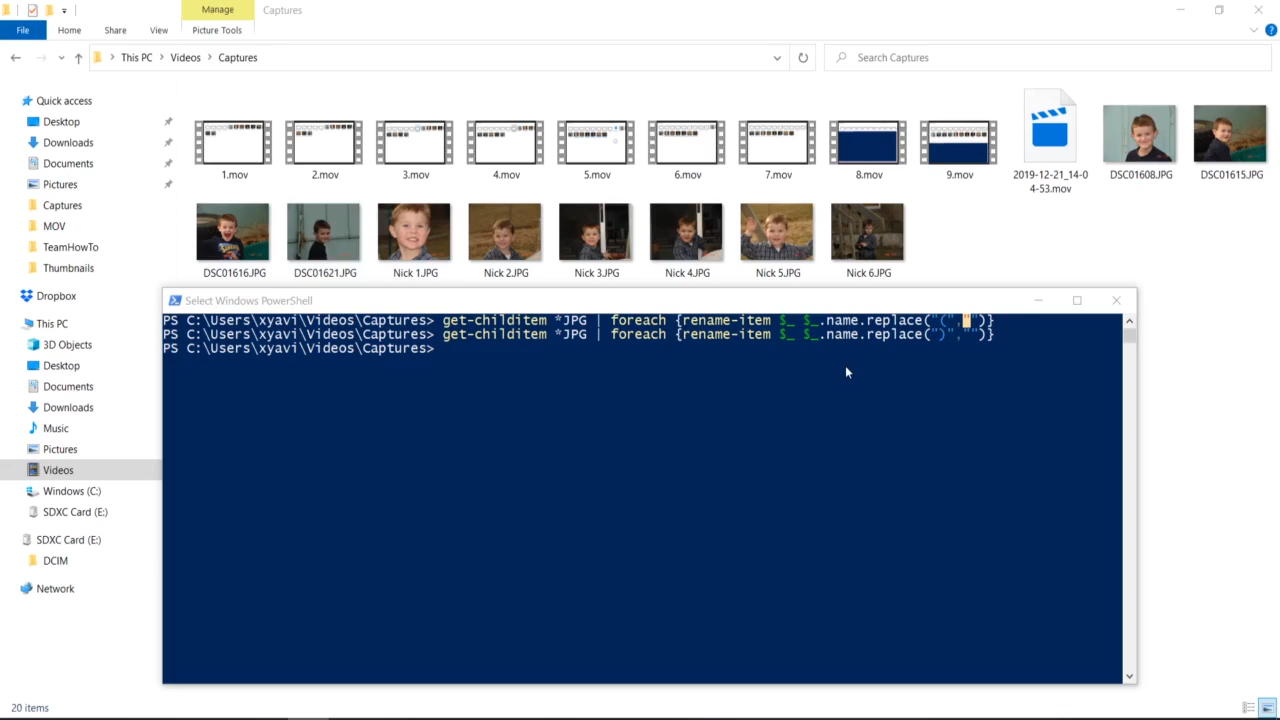 Manage
Captures
File
Home
Share
View
Picture Tools
This PC
Videos
Captures
Search Captures
Quick access
Desktop
Downloads
Documents
Pictures
Captures
MOV
TeamHowTo
Thumbnails
Dropbox
This PC
3D Objects
Desktop
Documents
Downloads
Music
Pictures
Videos
Windows (C:)
SDXC Card (E:)
SDXC Card (E:)
DCIM
Network
1.mov
2.mov
3.mov
4.mov
5.mov
6.mov
7.mov
8.mov
9.mov
2019-12-21_14-0
4-53.mov
DSC01608.JPG
DSC01615.JPG
DSC01616.JPG
DSC01621.JPG
Nick 1.JPG
Nick 2.JPG
Nick 3.JPG
Nick 4.JPG
Nick 5.JPG
Nick 6.JPG
Select Windows PowerShell
PS C:\Users\xyavi\Videos\Captures> get-childitem *JPG | foreach {rename-item $_ $_.name.replace("(","")}
PS C:\Users\xyavi\Videos\Captures> get-childitem *JPG | foreach {rename-item $_ $_.name.replace(")","")}
PS C:\Users\xyavi\Videos\Captures>
20 items